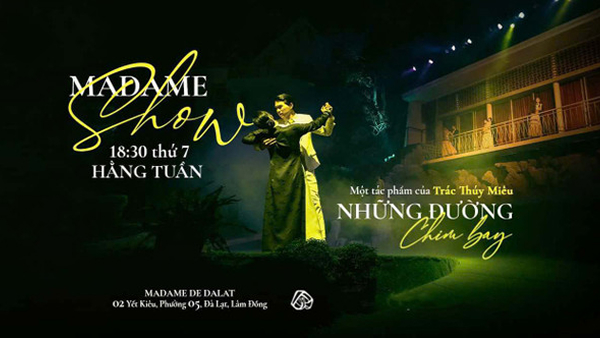 MADAME
Show
18:30 thứ 7
HẰNG TUẦN
Một tác phẩm của Trác Thúy Miêu
NHỮNG ĐƯỜNG
Chim bay
MADAME DE DALAT
02 Yết Kiêu, Phường 05, Đà Lạt, Lâm Đồng